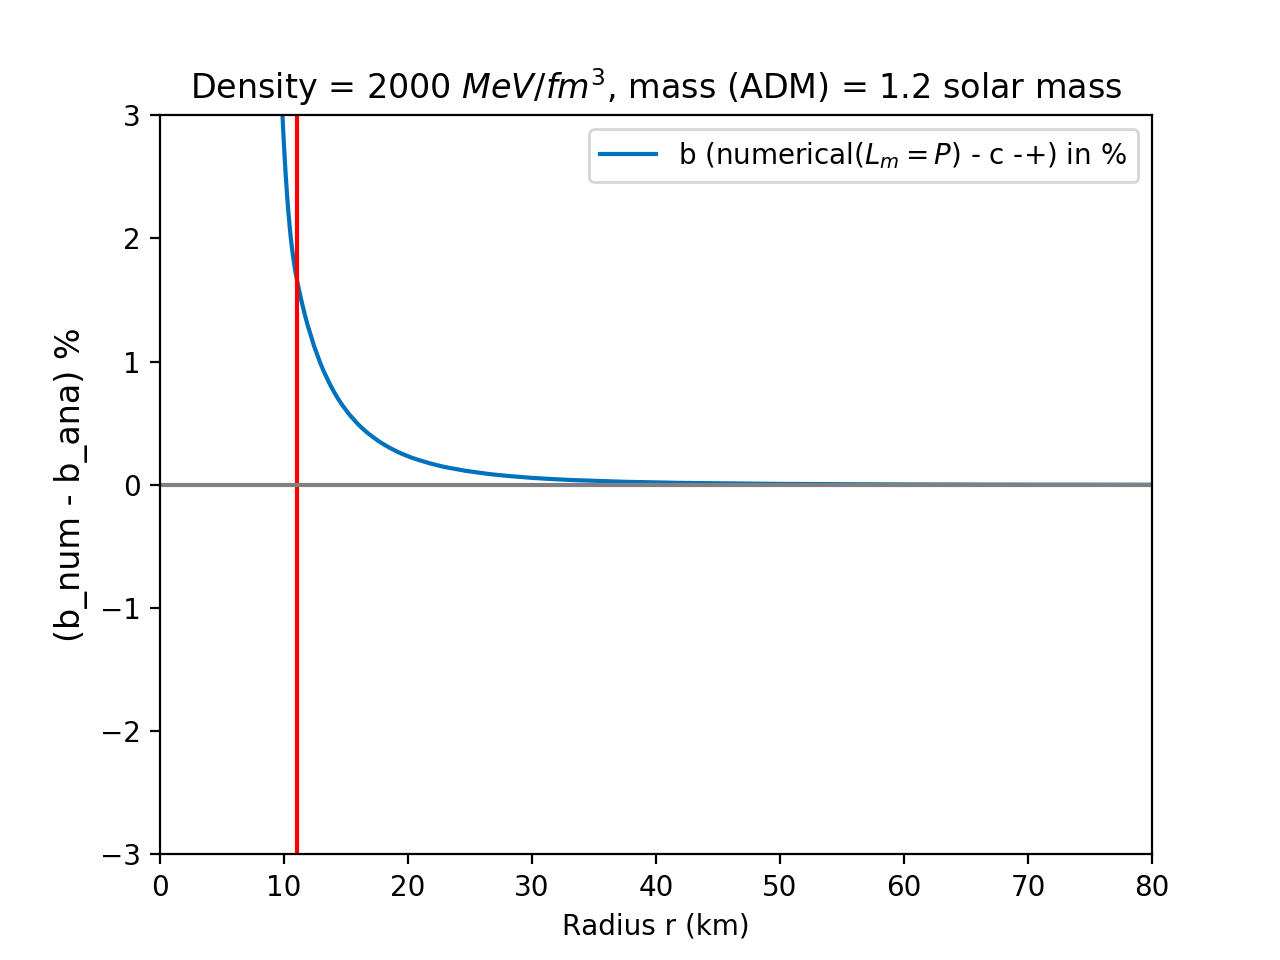 Density = 2000 MeV/fm³, mass (ADM) = 1.2 solar mass
b (numerical(Lₘ = P) - c -+) in %
(b_num - b_ana) %
3
2
1
0
−1
−2
−3
0 10 20 30 40 50 60 70 80
Radius r (km)